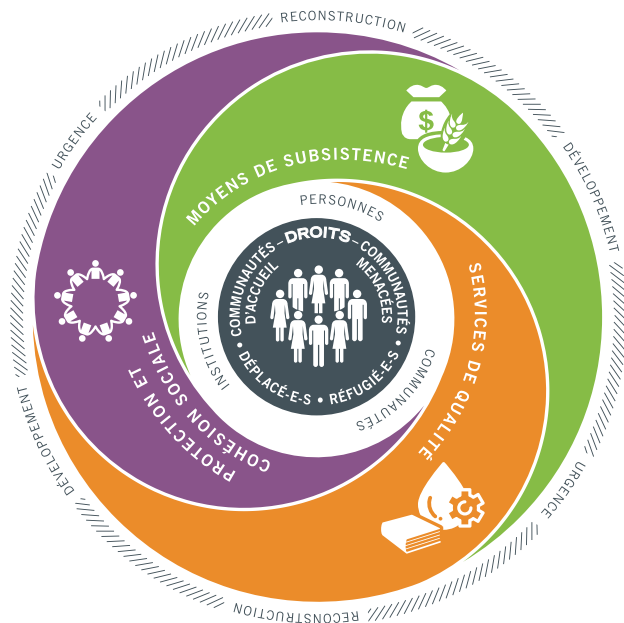 RECONSTRUCTION
DÉVELOPPEMENT
URGENCE
RECONSTRUCTION
DÉVELOPPEMENT
URGENCE
MOYENS DE SUBSISTENCE
$
SERVICES DE QUALITÉ
PROTECTION ET
COHÉSION SOCIALE
PERSONNES
COMMUNAUTÉS
INSTITUTIONS
DROITS
COMMUNAUTÉS
D'ACCUEIL
COMMUNAUTÉS
MENACÉES
• DÉPLACÉ-E-S • RÉFUGIÉ-E-S •